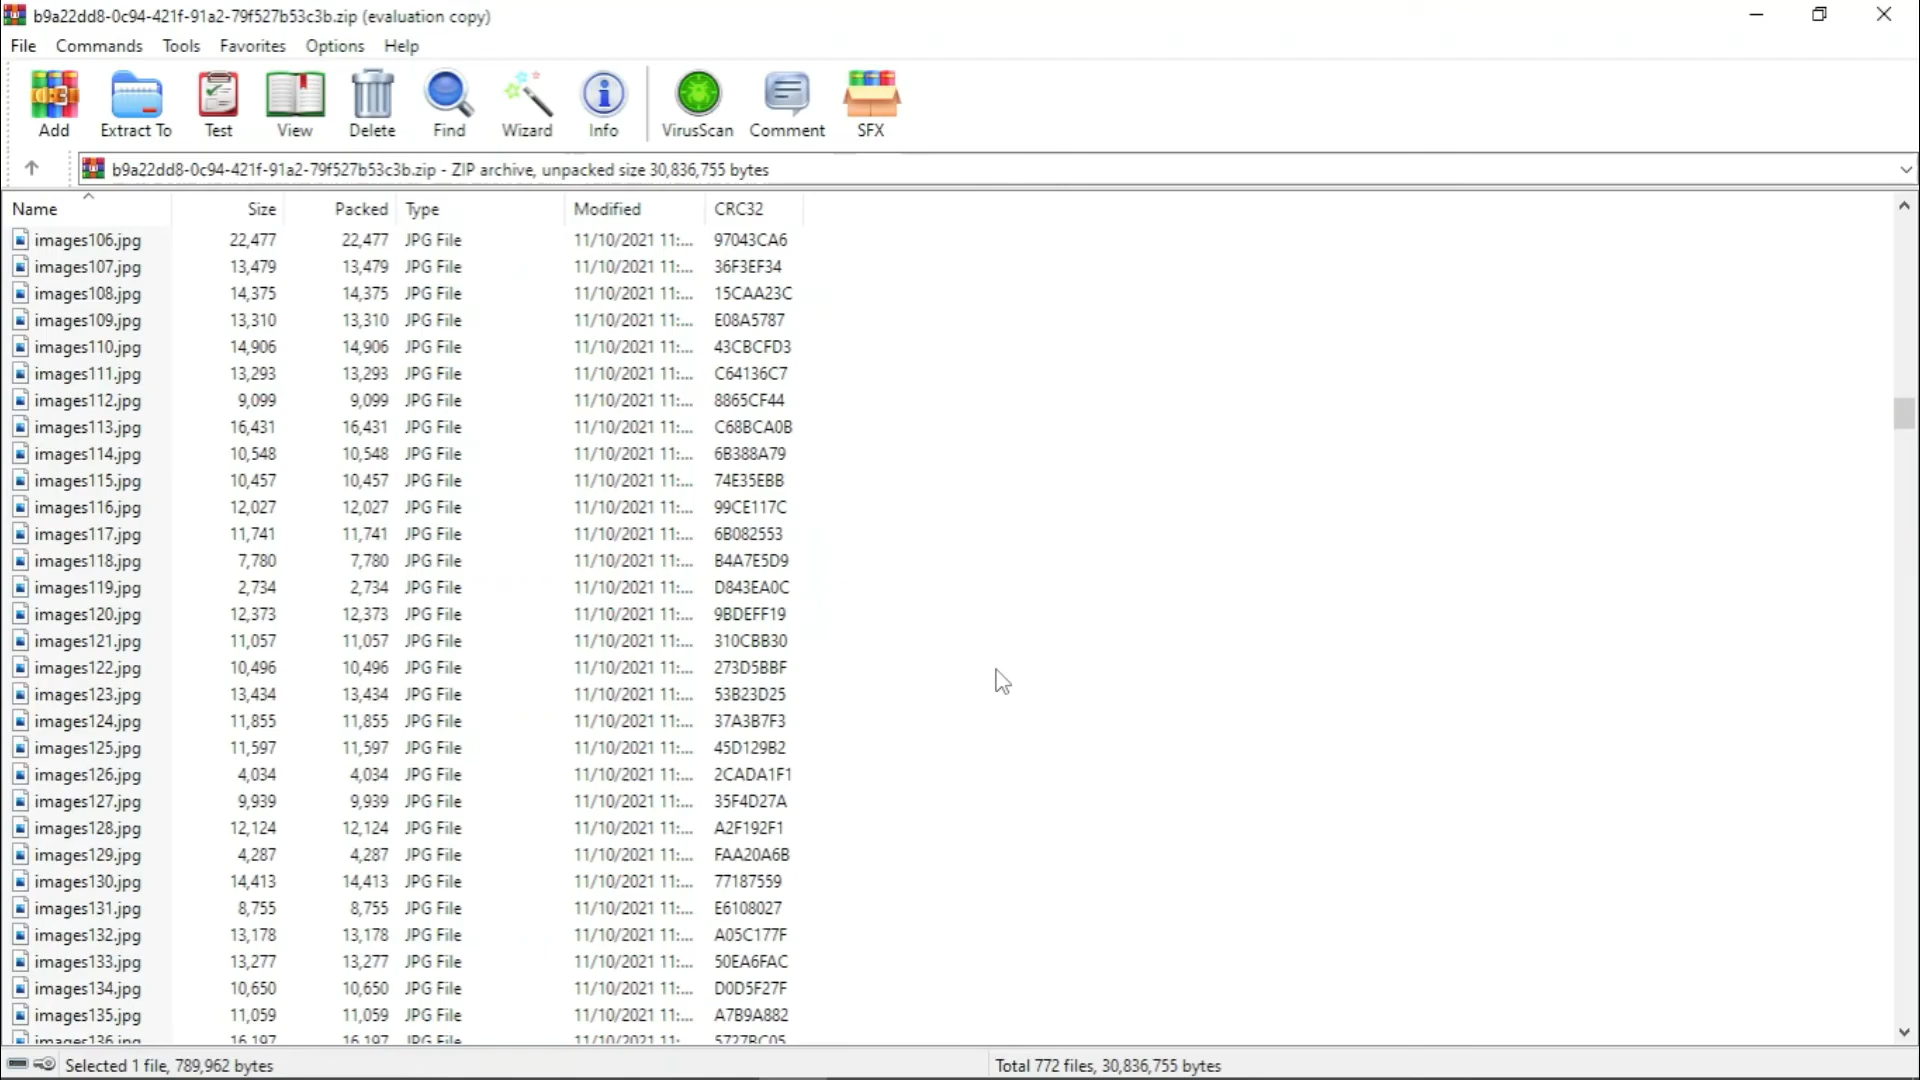 b9a22dd8-0c94-421f-91a2-79f527b53c3b.zip (evaluation copy)
File Commands Tools Favorites Options Help
Add Extract To Test View Delete Find Wizard Info VirusScan Comment SFX
b9a22dd8-0c94-421f-91a2-79f527b53c3b.zip - ZIP archive, unpacked size 30,836,755 bytes
Name Size Packed Type Modified CRC32
images106.jpg 22,477 22,477 JPG File 11/10/2021 11:... 97043CA6
images107.jpg 13,479 13,479 JPG File 11/10/2021 11:... 36F3EF34
images108.jpg 14,375 14,375 JPG File 11/10/2021 11:... 15CAA23C
images109.jpg 13,310 13,310 JPG File 11/10/2021 11:... E08A5787
images110.jpg 14,906 14,906 JPG File 11/10/2021 11:... 43CBCFD3
images111.jpg 13,293 13,293 JPG File 11/10/2021 11:... C64136C7
images112.jpg 9,099 9,099 JPG File 11/10/2021 11:... 8865CF44
images113.jpg 16,431 16,431 JPG File 11/10/2021 11:... C68BCA0B
images114.jpg 10,548 10,548 JPG File 11/10/2021 11:... 6B388A79
images115.jpg 10,457 10,457 JPG File 11/10/2021 11:... 74E35EBB
images116.jpg 12,027 12,027 JPG File 11/10/2021 11:... 99CE117C
images117.jpg 11,741 11,741 JPG File 11/10/2021 11:... 6B082553
images118.jpg 7,780 7,780 JPG File 11/10/2021 11:... B4A7E5D9
images119.jpg 2,734 2,734 JPG File 11/10/2021 11:... D843EA0C
images120.jpg 12,373 12,373 JPG File 11/10/2021 11:... 9BDEFF19
images121.jpg 11,057 11,057 JPG File 11/10/2021 11:... 310CBB30
images122.jpg 10,496 10,496 JPG File 11/10/2021 11:... 273D5BBF
images123.jpg 13,434 13,434 JPG File 11/10/2021 11:... 53B23D25
images124.jpg 11,855 11,855 JPG File 11/10/2021 11:... 37A3B7F3
images125.jpg 11,597 11,597 JPG File 11/10/2021 11:... 45D129B2
images126.jpg 4,034 4,034 JPG File 11/10/2021 11:... 2CADA1F1
images127.jpg 9,939 9,939 JPG File 11/10/2021 11:... 35F4D27A
images128.jpg 12,124 12,124 JPG File 11/10/2021 11:... A2F192F1
images129.jpg 4,287 4,287 JPG File 11/10/2021 11:... FAA20A6B
images130.jpg 14,413 14,413 JPG File 11/10/2021 11:... 77187559
images131.jpg 8,755 8,755 JPG File 11/10/2021 11:... E6108027
images132.jpg 13,178 13,178 JPG File 11/10/2021 11:... A05C177F
images133.jpg 13,277 13,277 JPG File 11/10/2021 11:... 50EA6FAC
images134.jpg 10,650 10,650 JPG File 11/10/2021 11:... D0D5F27F
images135.jpg 11,059 11,059 JPG File 11/10/2021 11:... A7B9A882
images136.jpg 16,197 16,197 JPG File 11/10/2021 11:... 5727BC05
Selected 1 file, 789,962 bytes Total 772 files, 30,836,755 bytes